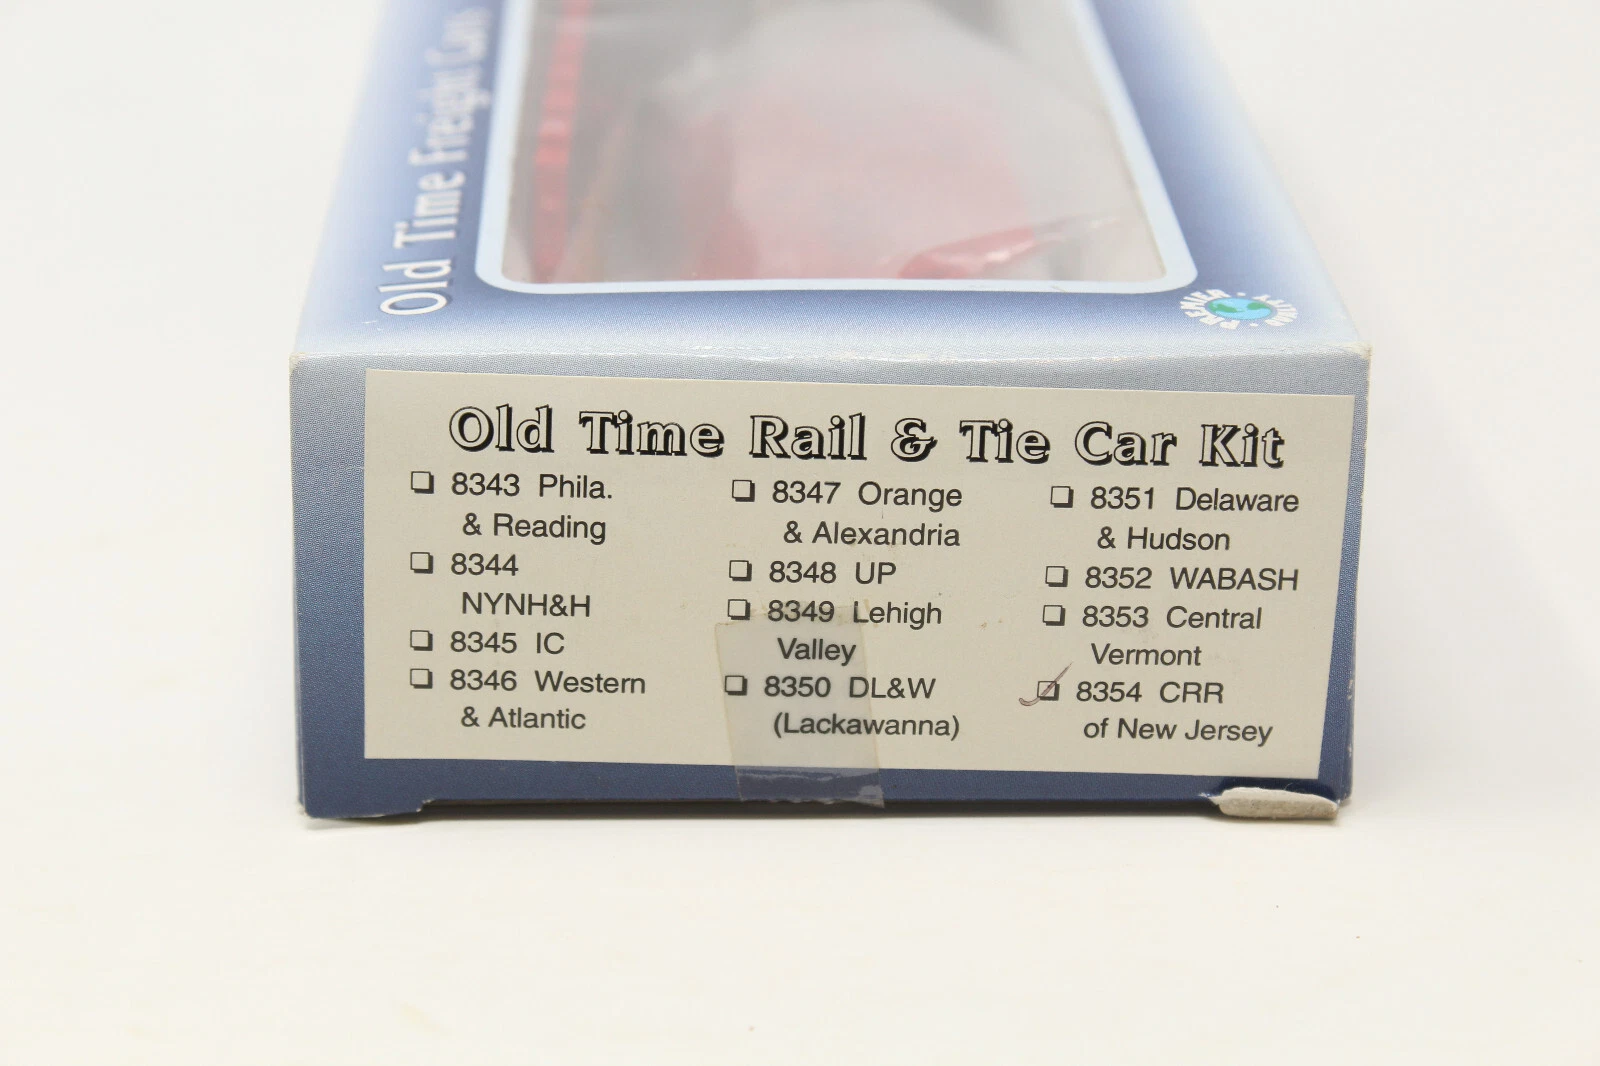 Old Time Freight Cars
PREMIER QUALITY
Old Time Rail & Tie Car Kit
8343 Phila.
& Reading
8344
NYNH&H
8345 IC
8346 Western
& Atlantic
8347 Orange
& Alexandria
8348 UP
8349 Lehigh
Valley
8350 DL&W
(Lackawanna)
8351 Delaware
& Hudson
8352 WABASH
8353 Central
Vermont
8354 CRR
of New Jersey